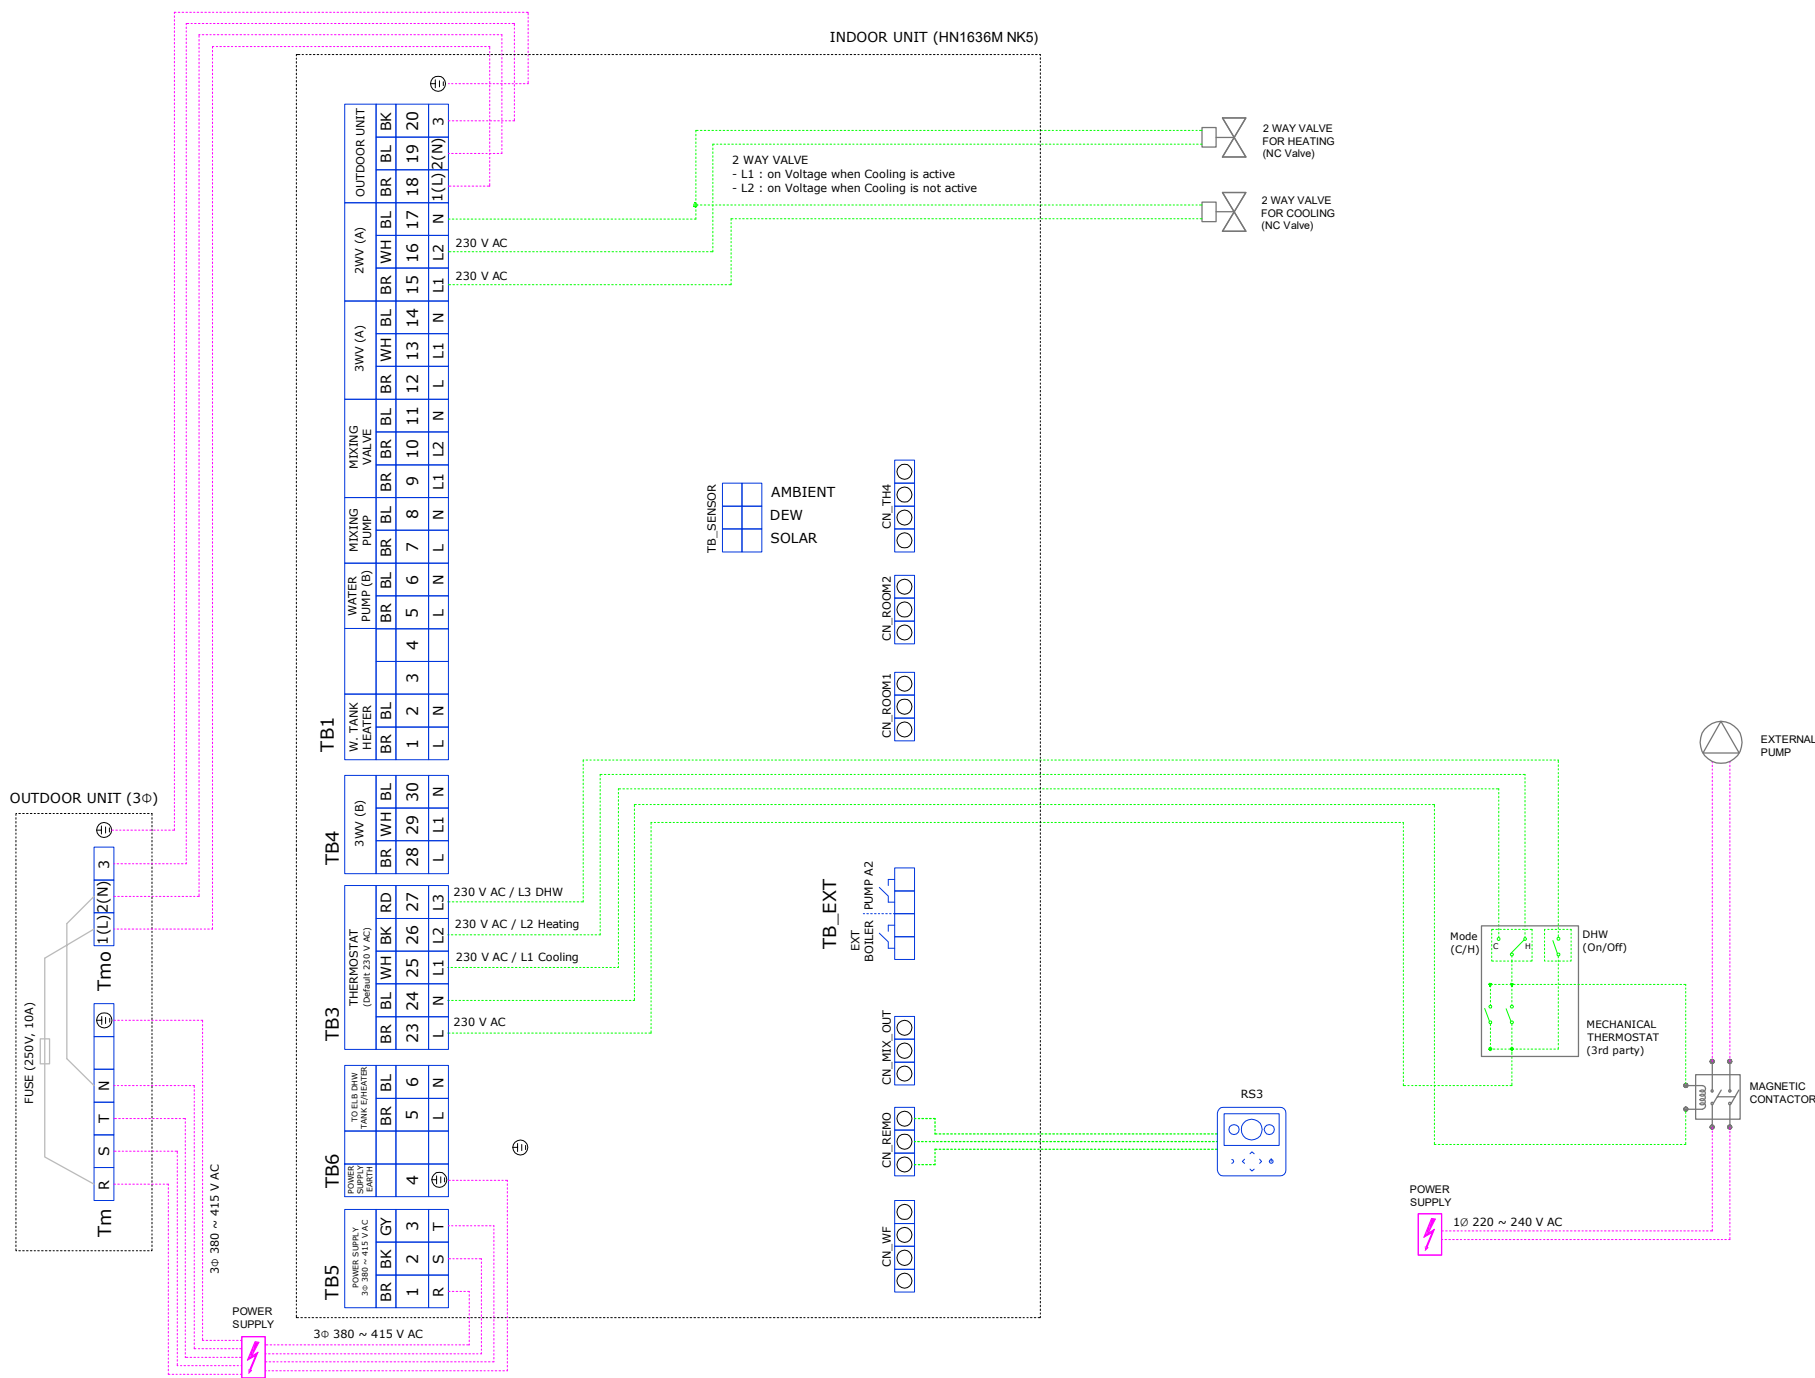 INDOOR UNIT (HN1636M NK5)
OUTDOOR UNIT
BK 20 3
BL 19 2(N)
BR 18 1(L)
2WV (A)
BL 17 N
WH 16 L2
BR 15 L1
3WV (A)
BL 14 N
WH 13 L1
BR 12 L
MIXING
VALVE
BL 11 N
BR 10 L2
BR 9 L1
MIXING
PUMP
BL 8 N
BR 7 L
WATER
PUMP (B)
BL 6 N
BR 5 L
4
3
W. TANK
HEATER
BL 2 N
BR 1 L
TB1
230 V AC
230 V AC
2 WAY VALVE
- L1 : on Voltage when Cooling is active
- L2 : on Voltage when Cooling is not active
2 WAY VALVE
FOR HEATING
(NC Valve)
2 WAY VALVE
FOR COOLING
(NC Valve)
TB_SENSOR
AMBIENT
DEW
SOLAR
CN_TH4
CN_ROOM2
CN_ROOM1
TB4
3WV (B)
BL 30 N
WH 29 L1
BR 28 L
TB3
THERMOSTAT
(Default 230 V AC)
RD 27 L3
BK 26 L2
WH 25 L1
BL 24 N
BR 23 L
230 V AC / L3 DHW
230 V AC / L2 Heating
230 V AC / L1 Cooling
230 V AC
TB_EXT
PUMP A2
EXT
BOILER
CN_MIX_OUT
CN_REMO
CN_WF
TB6
TO ELB DHW
TANK E/HEATER
BL 6 N
BR 5 L
POWER
SUPPLY
EARTH
4
TB5
POWER SUPPLY
3Φ 380 ~ 415 V AC
GY 3 T
BK 2 S
BR 1 R
OUTDOOR UNIT (3Φ)
3
2(N)
1(L)
Tmo
FUSE (250V, 10A)
N
T
S
R
Tm
3Φ 380 ~ 415 V AC
POWER
SUPPLY
3Φ 380 ~ 415 V AC
RS3
EXTERNAL
PUMP
Mode
(C/H)
C
H
DHW
(On/Off)
MECHANICAL
THERMOSTAT
(3rd party)
MAGNETIC
CONTACTOR
POWER
SUPPLY
1Ø 220 ~ 240 V AC